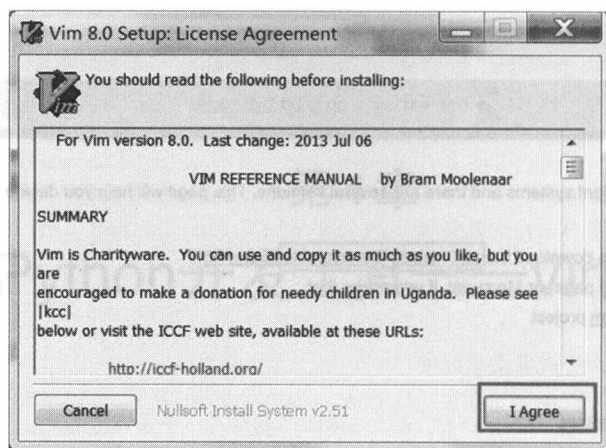 Vim 8.0 Setup: License Agreement
You should read the following before installing:
For Vim version 8.0. Last change: 2013 Jul 06
VIM REFERENCE MANUAL by Bram Moolenaar
SUMMARY
Vim is Charityware. You can use and copy it as much as you like, but you
are
encouraged to make a donation for needy children in Uganda. Please see
|kcc|
below or visit the ICCF web site, available at these URLs:
http://iccf-holland.org/
Cancel
Nullsoft Install System v2.51
I Agree